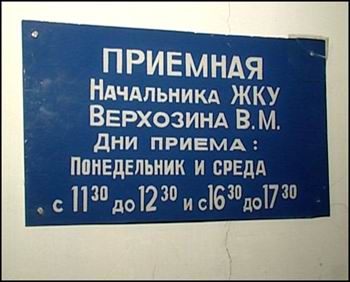 ПРИЕМНАЯ
НАЧАЛЬНИКА ЖКУ
ВЕРХОЗИНА В.М.
ДНИ ПРИЕМА:
ПОНЕДЕЛЬНИК И СРЕДА
с 11³⁰ до 12³⁰ и с 16³⁰ до 17³⁰